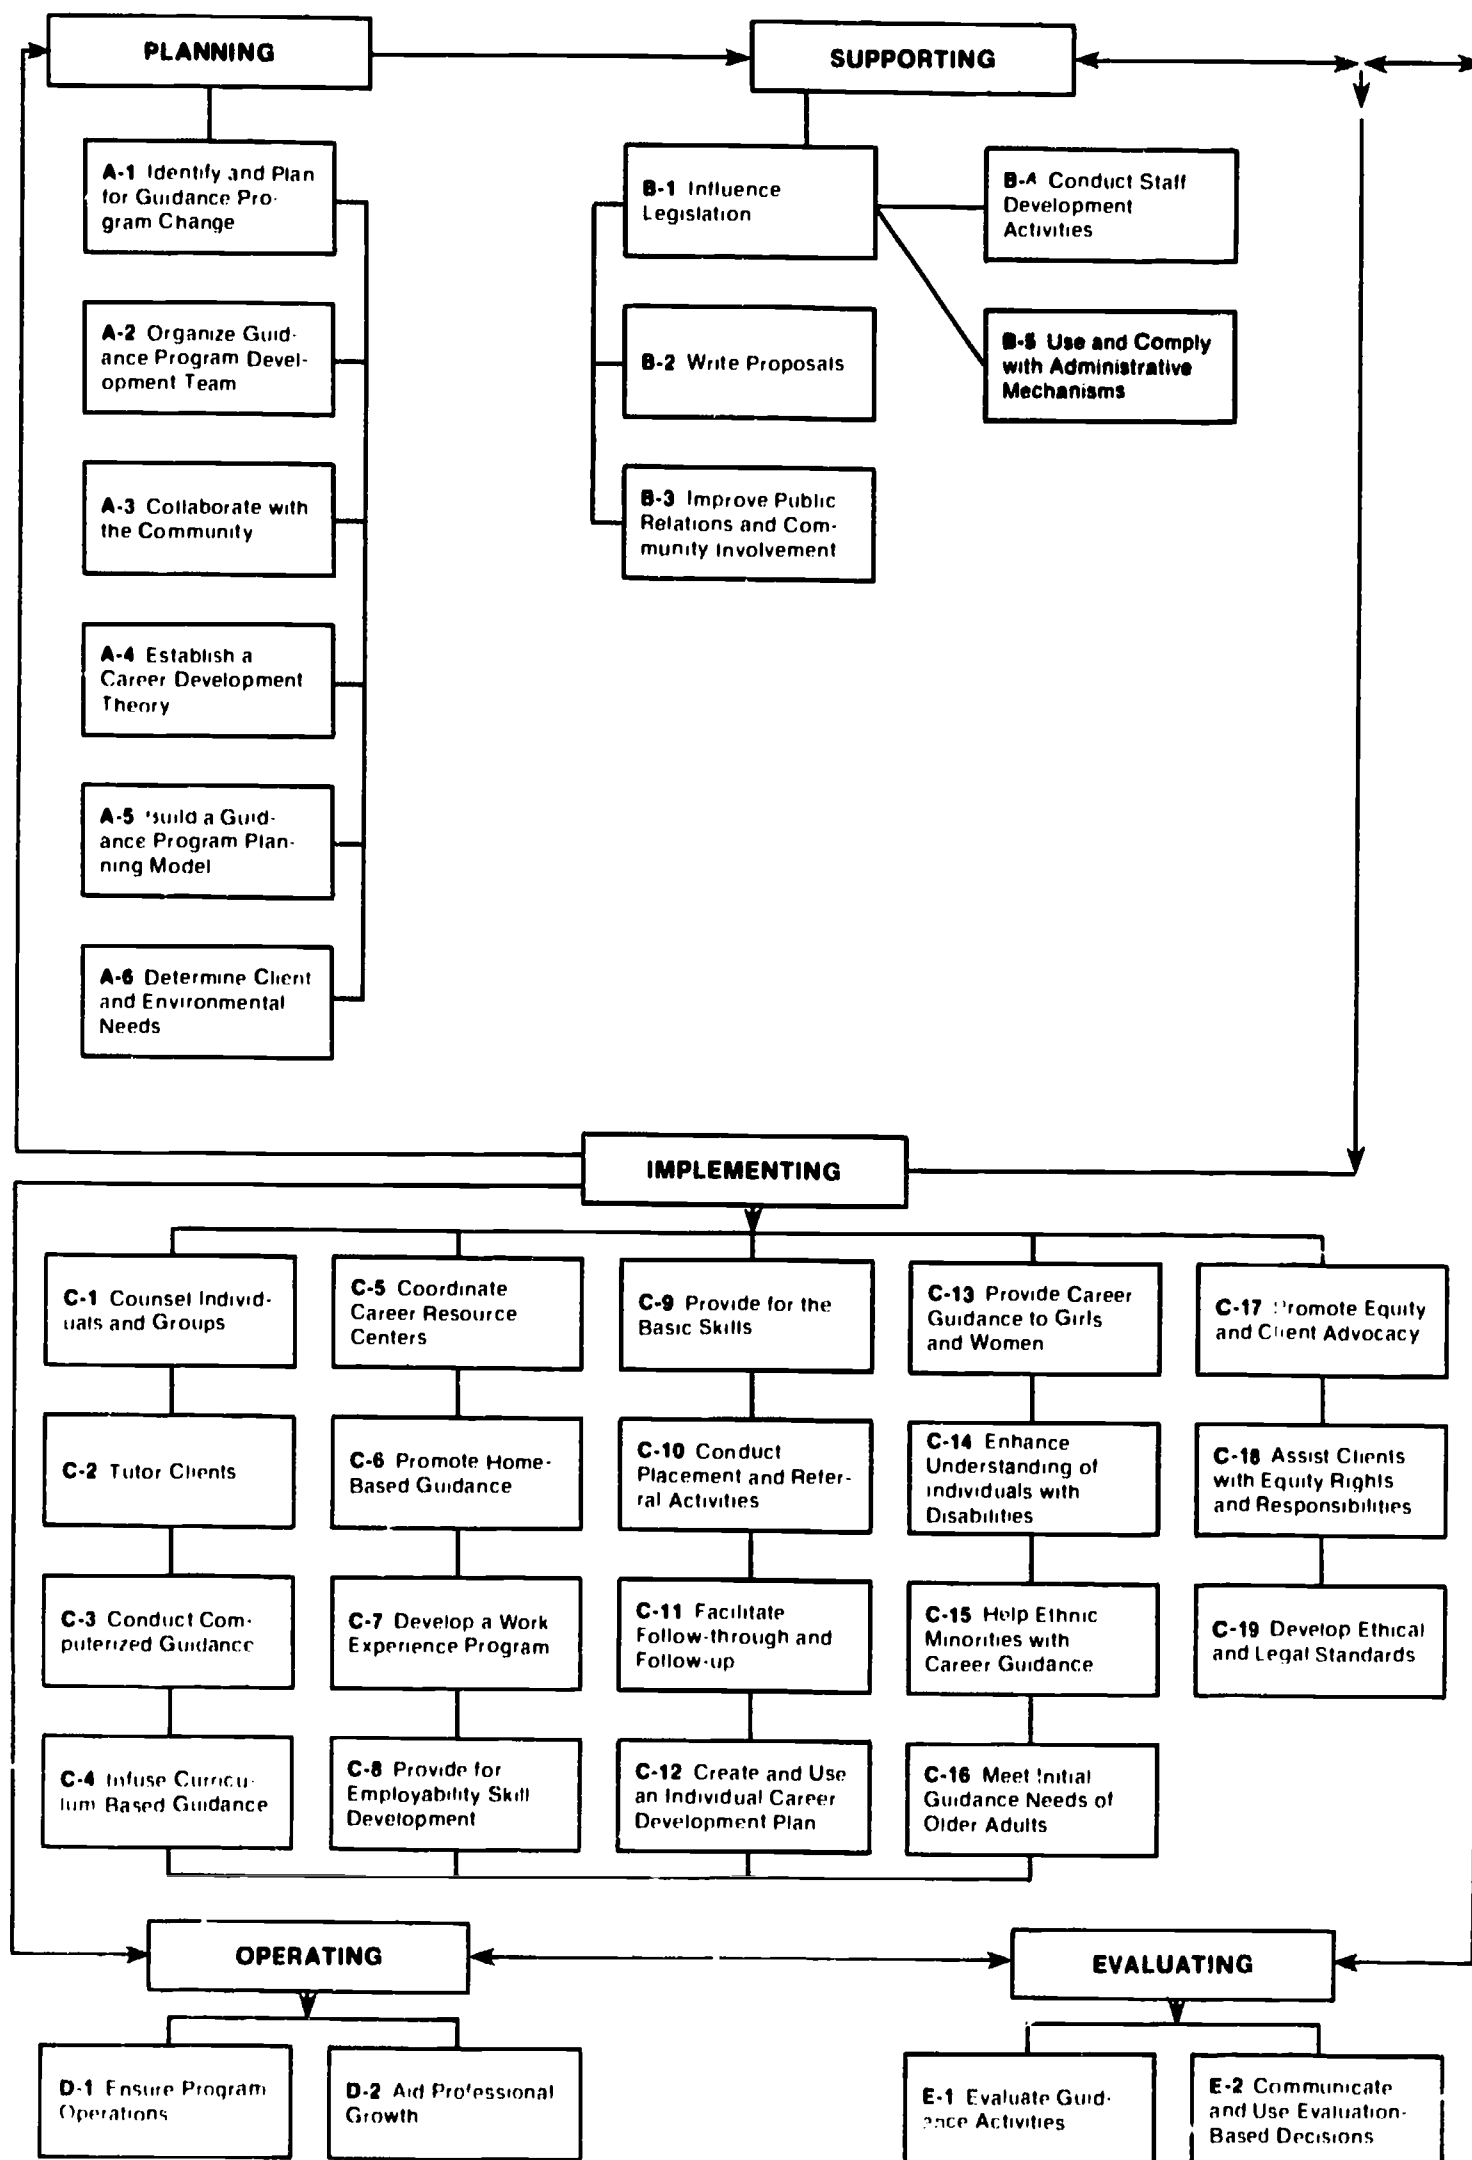 PLANNING
SUPPORTING
A-1 Identify and Plan
for Guidance Pro-
gram Change
A-2 Organize Guid-
ance Program Devel-
opment Team
A-3 Collaborate with
the Community
A-4 Establish a
Career Development
Theory
A-5 Build a Guid-
ance Program Plan-
ning Model
A-6 Determine Client
and Environmental
Needs
B-1 Influence
Legislation
B-2 Write Proposals
B-3 Improve Public
Relations and Com-
munity Involvement
B-4 Conduct Staff
Development
Activities
B-5 Use and Comply
with Administrative
Mechanisms
IMPLEMENTING
C-1 Counsel Individ-
uals and Groups
C-2 Tutor Clients
C-3 Conduct Com-
puterized Guidance
C-4 Infuse Curricu-
lum Based Guidance
C-5 Coordinate
Career Resource
Centers
C-6 Promote Home-
Based Guidance
C-7 Develop a Work
Experience Program
C-8 Provide for
Employability Skill
Development
C-9 Provide for the
Basic Skills
C-10 Conduct
Placement and Refer-
ral Activities
C-11 Facilitate
Follow-through and
Follow-up
C-12 Create and Use
an Individual Career
Development Plan
C-13 Provide Career
Guidance to Girls
and Women
C-14 Enhance
Understanding of
Individuals with
Disabilities
C-15 Help Ethnic
Minorities with
Career Guidance
C-16 Meet Initial
Guidance Needs of
Older Adults
C-17 Promote Equity
and Client Advocacy
C-18 Assist Clients
with Equity Rights
and Responsibilities
C-19 Develop Ethical
and Legal Standards
OPERATING
EVALUATING
D-1 Ensure Program
Operations
D-2 Aid Professional
Growth
E-1 Evaluate Guid-
ance Activities
E-2 Communicate
and Use Evaluation-
Based Decisions